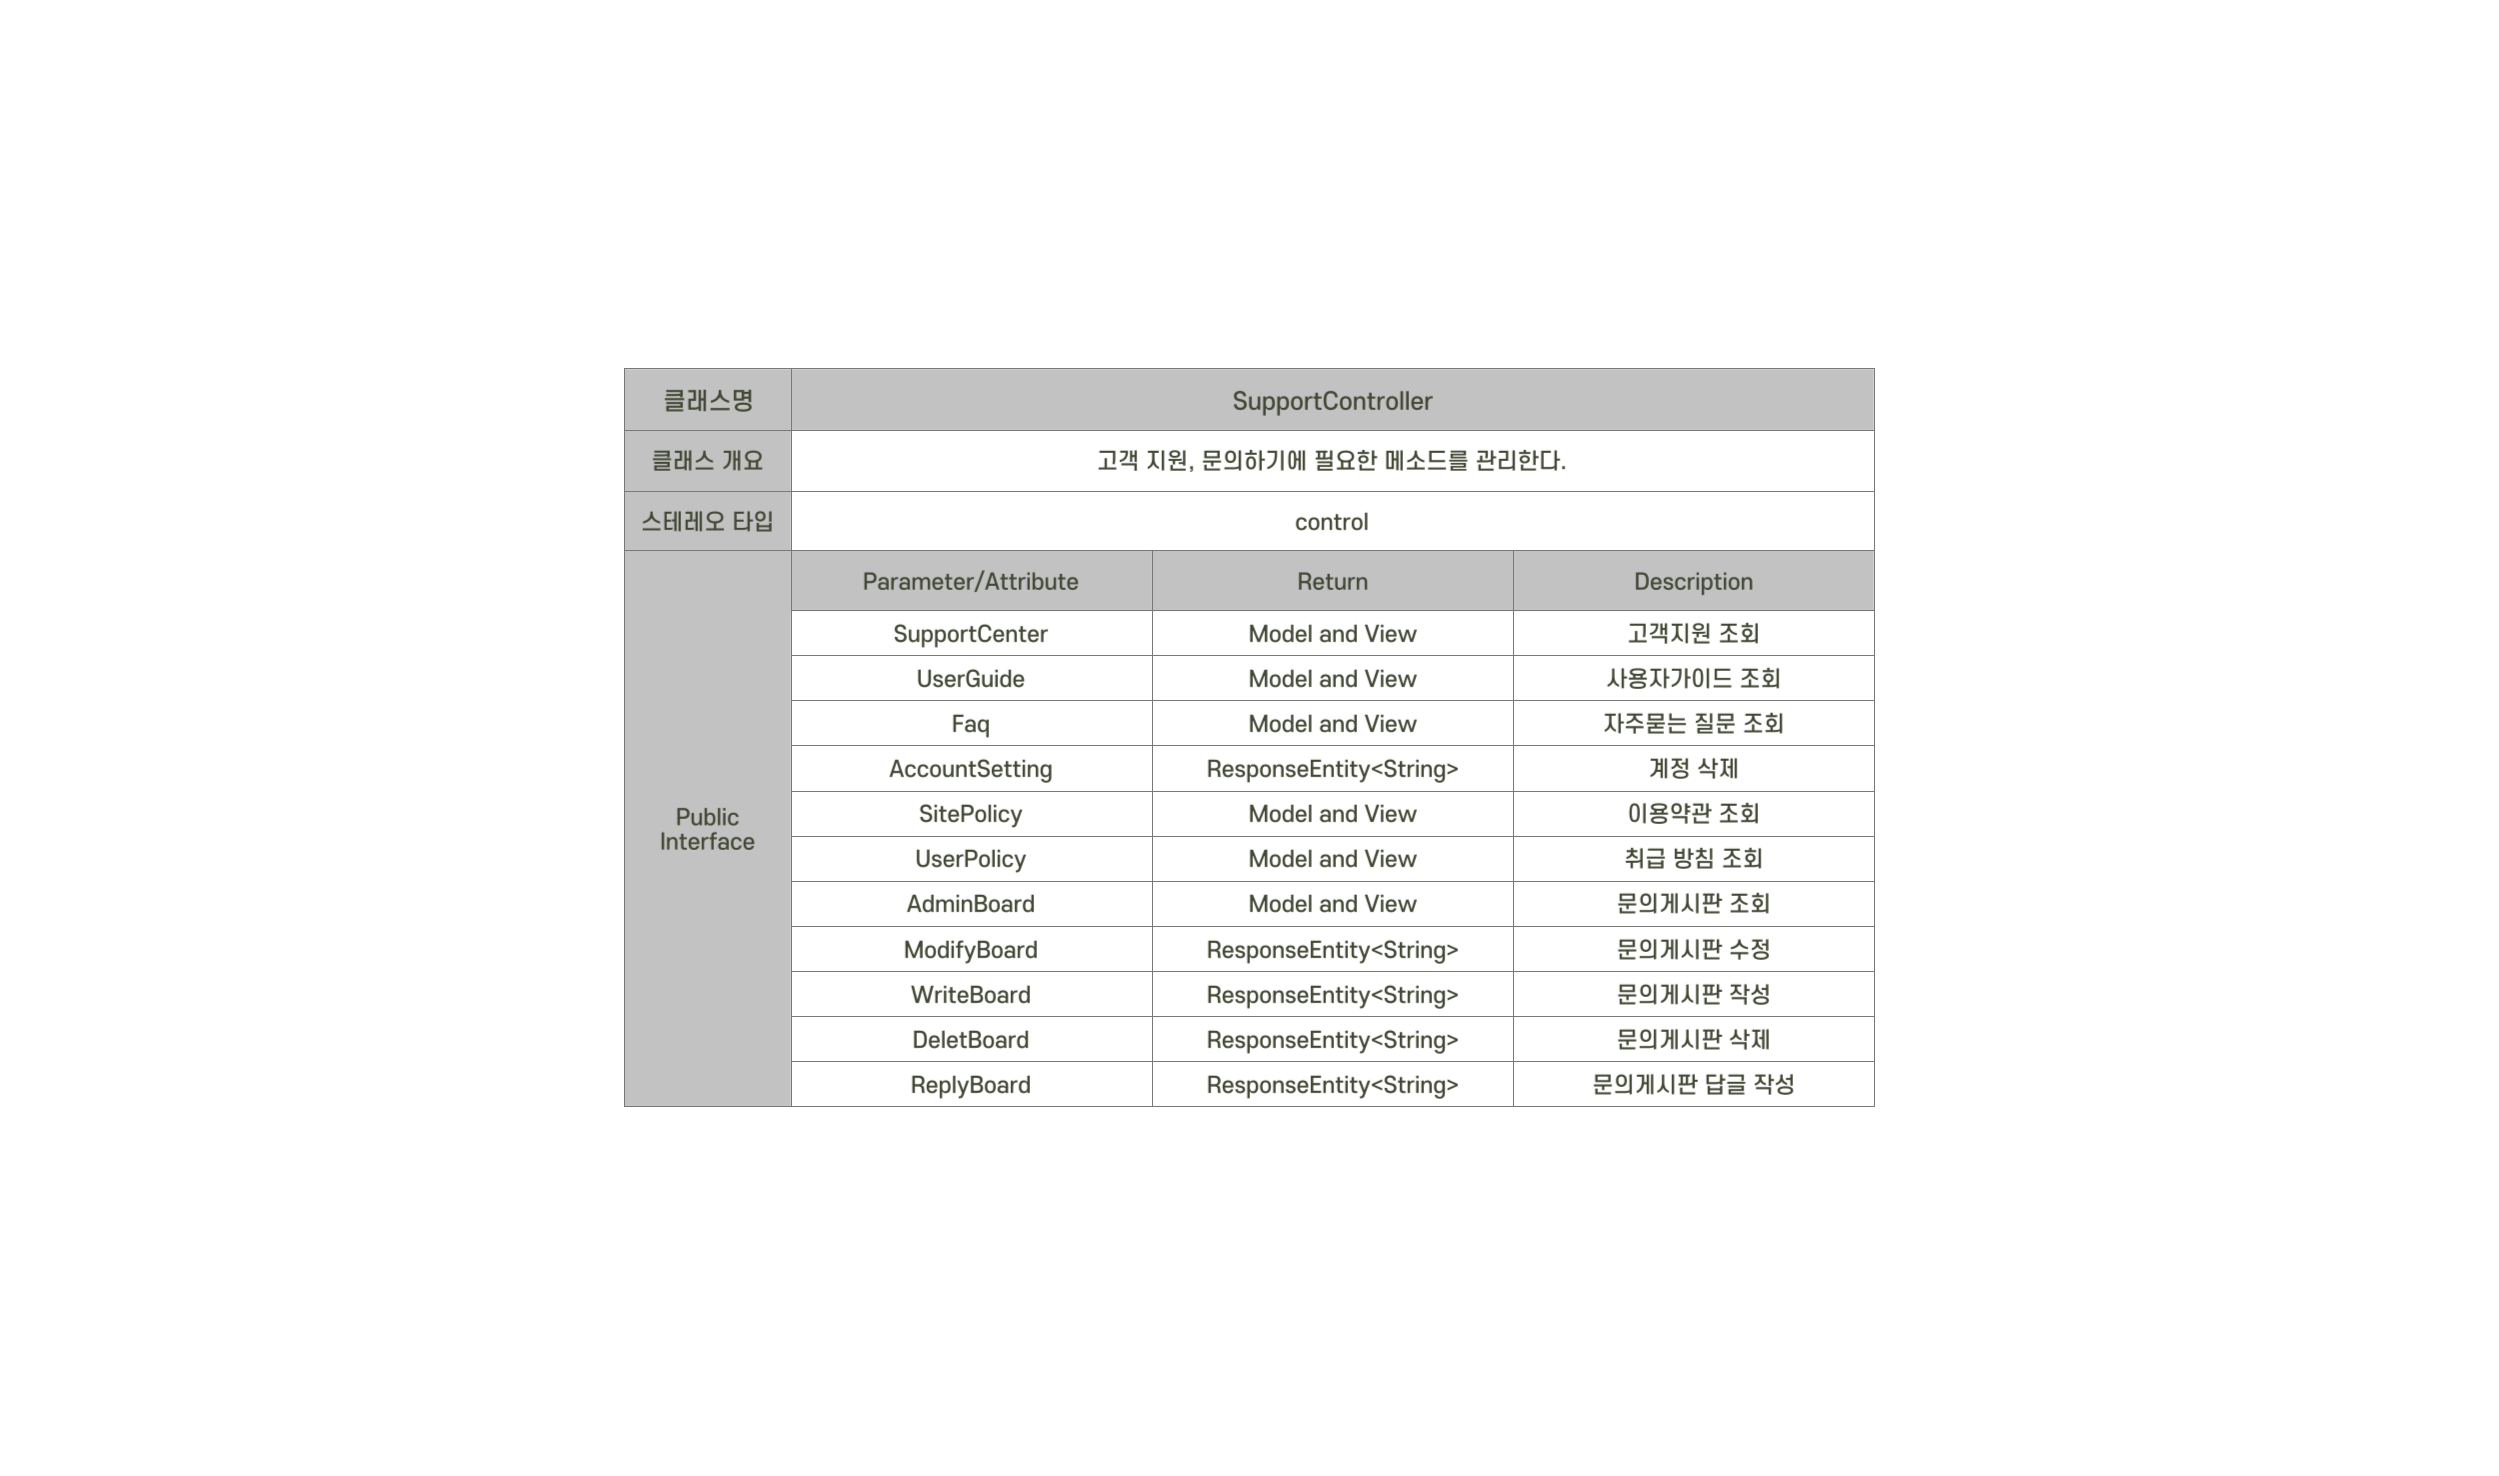 클래스명 SupportController
클래스 개요 고객 지원, 문의하기에 필요한 메소드를 관리한다.
스테레오 타입 control
Parameter/Attribute Return Description
SupportCenter Model and View 고객지원 조회
UserGuide Model and View 사용자가이드 조회
Faq Model and View 자주묻는 질문 조회
AccountSetting ResponseEntity<String> 계정 삭제
SitePolicy Model and View 이용약관 조회
Public
Interface
UserPolicy Model and View 취급 방침 조회
AdminBoard Model and View 문의게시판 조회
ModifyBoard ResponseEntity<String> 문의게시판 수정
WriteBoard ResponseEntity<String> 문의게시판 작성
DeletBoard ResponseEntity<String> 문의게시판 삭제
ReplyBoard ResponseEntity<String> 문의게시판 답글 작성